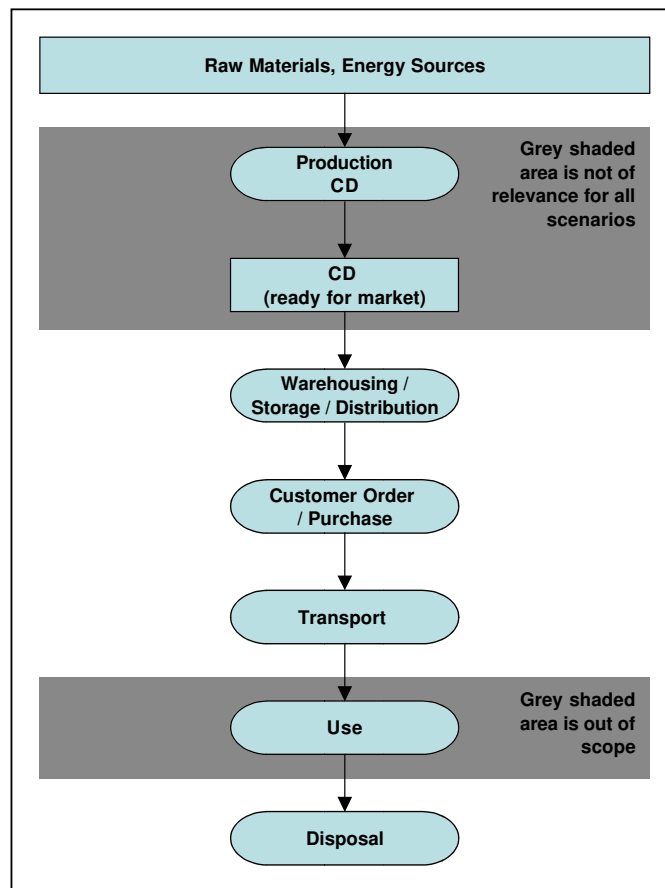 Raw Materials, Energy Sources
Production
CD
Grey shaded
area is not of
relevance for all
scenarios
CD
(ready for market)
Warehousing /
Storage / Distribution
Customer Order
/ Purchase
Transport
Use
Grey shaded
area is out of
scope
Disposal